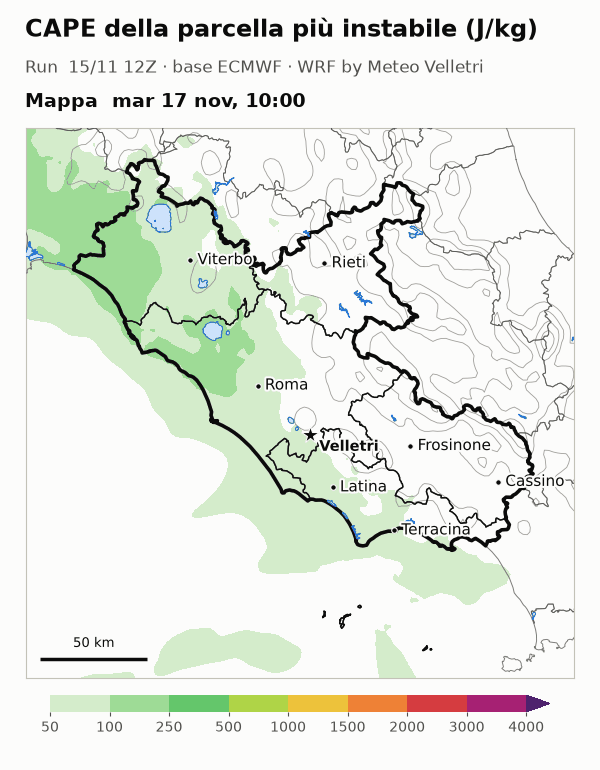 CAPE della parcella più instabile (J/kg)
Run  15/11 12Z · base ECMWF · WRF by Meteo Velletri
Mappa  mar 17 nov, 10:00
Viterbo
Rieti
Roma
Velletri
Frosinone
Latina
Cassino
Terracina
50 km
50 100 250 500 1000 1500 2000 3000 4000